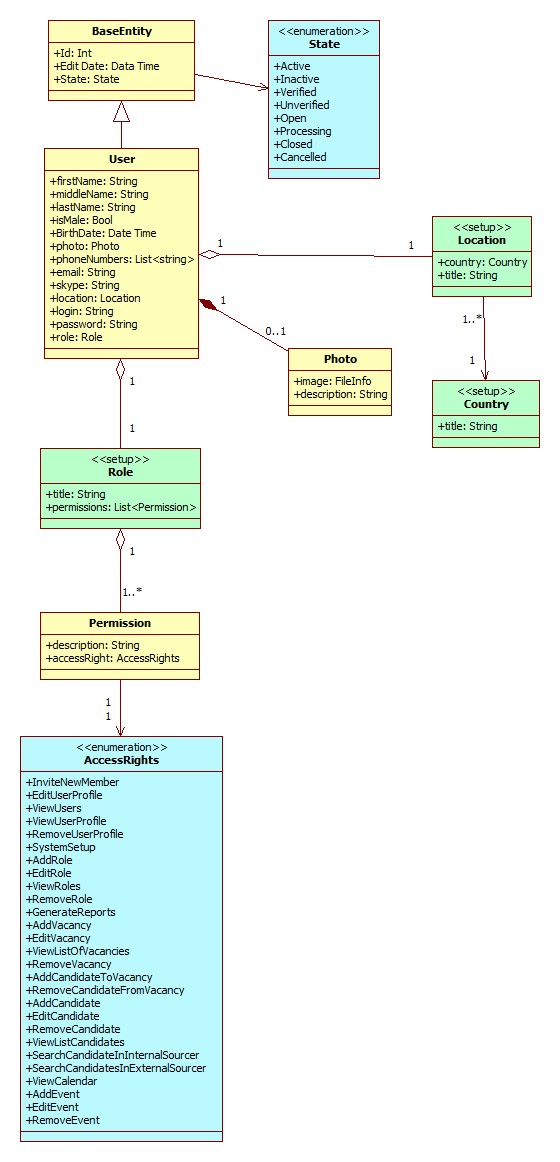 BaseEntity
+Id: Int
+Edit Date: Data Time
+State: State
<<enumeration>>
State
+Active
+Inactive
+Verified
+Unverified
+Open
+Processing
+Closed
+Cancelled
User
+firstName: String
+middleName: String
+lastName: String
+isMale: Bool
+BirthDate: Date Time
+photo: Photo
+phoneNumbers: List<string>
+email: String
+skype: String
+location: Location
+login: String
+password: String
+role: Role
1
1
<<setup>>
Location
+country: Country
+title: String
1
0..1
Photo
+image: FileInfo
+description: String
1..*
1
<<setup>>
Country
+title: String
1
1
<<setup>>
Role
+title: String
+permissions: List<Permission>
1
1..*
Permission
+description: String
+accessRight: AccessRights
1
1
<<enumeration>>
AccessRights
+InviteNewMember
+EditUserProfile
+ViewUsers
+ViewUserProfile
+RemoveUserProfile
+SystemSetup
+AddRole
+EditRole
+ViewRoles
+RemoveRole
+GenerateReports
+AddVacancy
+EditVacancy
+ViewListOfVacancies
+RemoveVacancy
+AddCandidateToVacancy
+RemoveCandidateFromVacancy
+AddCandidate
+EditCandidate
+RemoveCandidate
+ViewListCandidates
+SearchCandidateInInternalSourcer
+SearchCandidatesInExternalSourcer
+ViewCalendar
+AddEvent
+EditEvent
+RemoveEvent